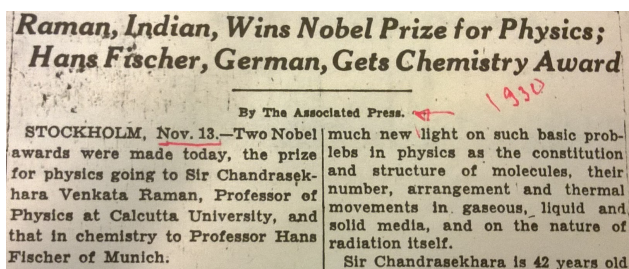 Raman, Indian, Wins Nobel Prize for Physics;
Hans Fischer, German, Gets Chemistry Award
1930
By The Associated Press.
STOCKHOLM, Nov. 13.—Two Nobel
awards were made today, the prize
for physics going to Sir Chandrasek-
hara Venkata Raman, Professor of
Physics at Calcutta University, and
that in chemistry to Professor Hans
Fischer of Munich.
much new light on such basic prob-
lebs in physics as the constitution
and structure of molecules, their
number, arrangement and thermal
movements in gaseous, liquid and
solid media, and on the nature of
radiation itself.
Sir Chandrasekhara is 42 years old